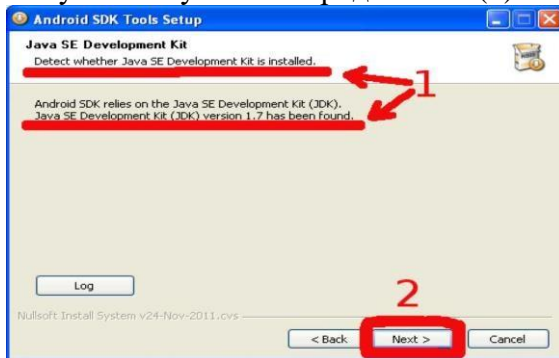 Android SDK Tools Setup
Java SE Development Kit
Detect whether Java SE Development Kit is installed.
1
Android SDK relies on the Java SE Development Kit (JDK).
Java SE Development Kit (JDK) version 1.7 has been found.
Log
2
Nullsoft Install System v24-Nov-2011.cvs
< Back
Next >
Cancel